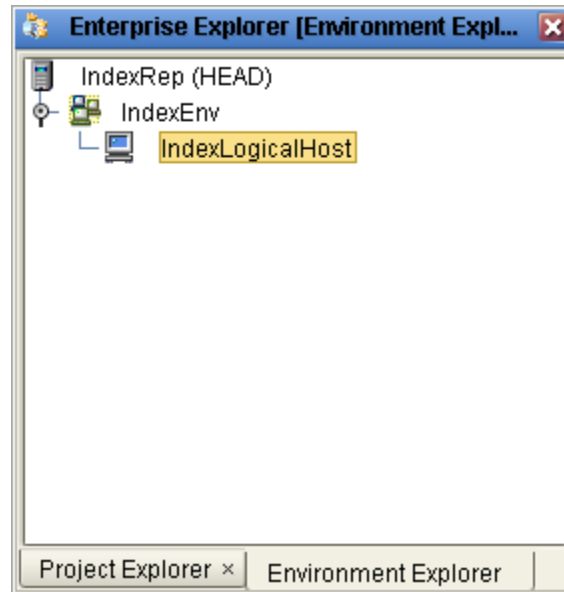 Enterprise Explorer [Environment Expl...
IndexRep (HEAD)
IndexEnv
IndexLogicalHost
Project Explorer ×
Environment Explorer